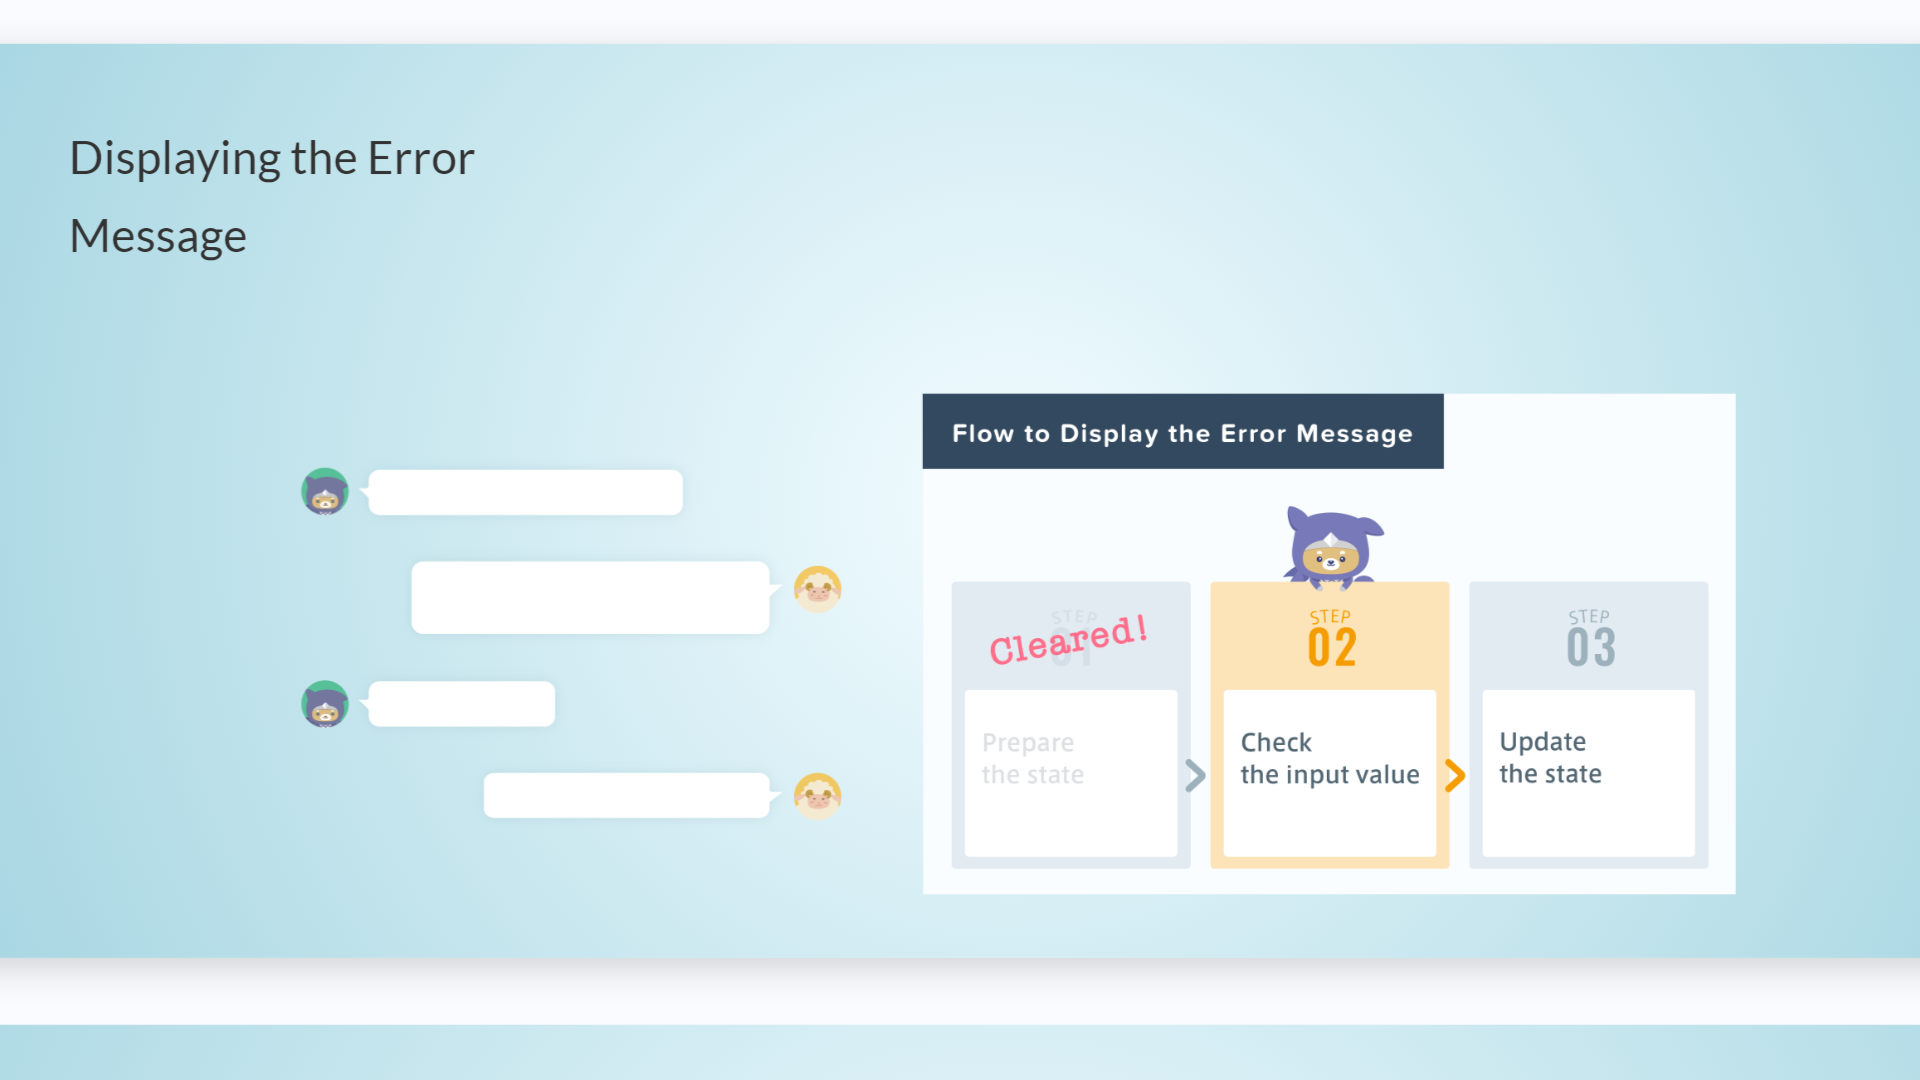 Displaying the Error
Message
Flow to Display the Error Message
STEP
01
Cleared!
Prepare
the state
STEP
02
Check
the input value
STEP
03
Update
the state